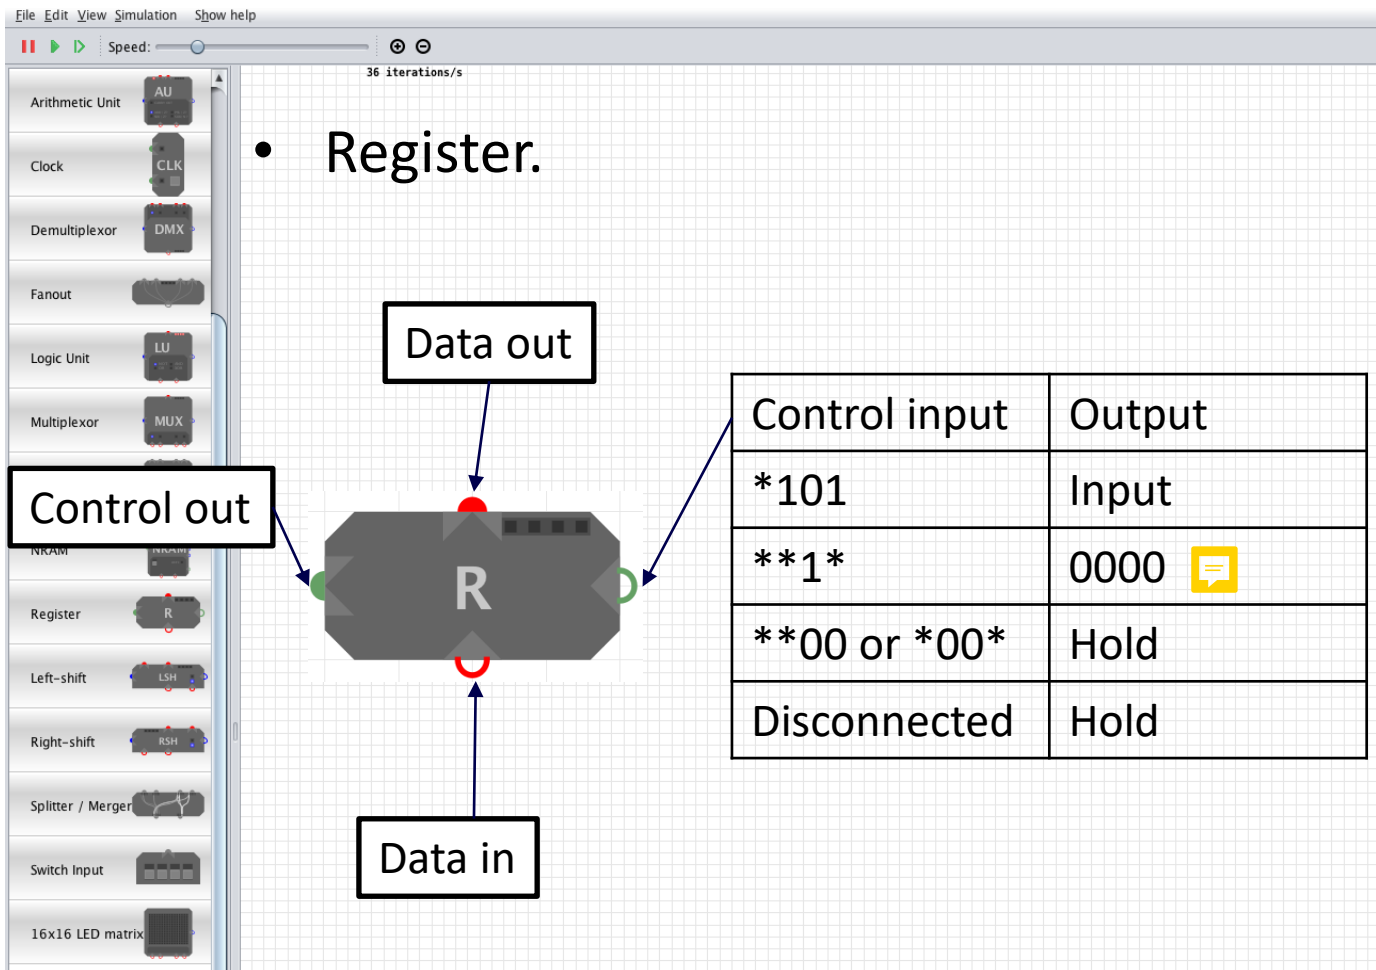 File Edit View Simulation Show help
Speed:
36 iterations/s
Arithmetic Unit
AU
Clock
CLK
Demultiplexor
DMX
Fanout
Logic Unit
LU
Multiplexor
MUX
NRAM
NRAM
Register
R
Left-shift
LSH
Right-shift
RSH
Splitter / Merger
Switch Input
16x16 LED matrix
• Register.
Data out
Control out
R
Data in
Control input Output
*101 Input
**1* 0000
**00 or *00* Hold
Disconnected Hold